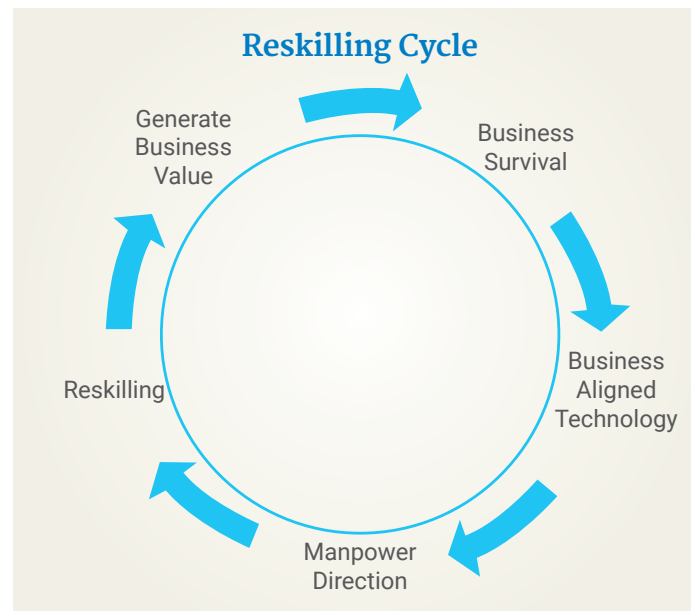 Reskilling Cycle
Generate
Business
Value
Business
Survival
Business
Aligned
Technology
Manpower
Direction
Reskilling